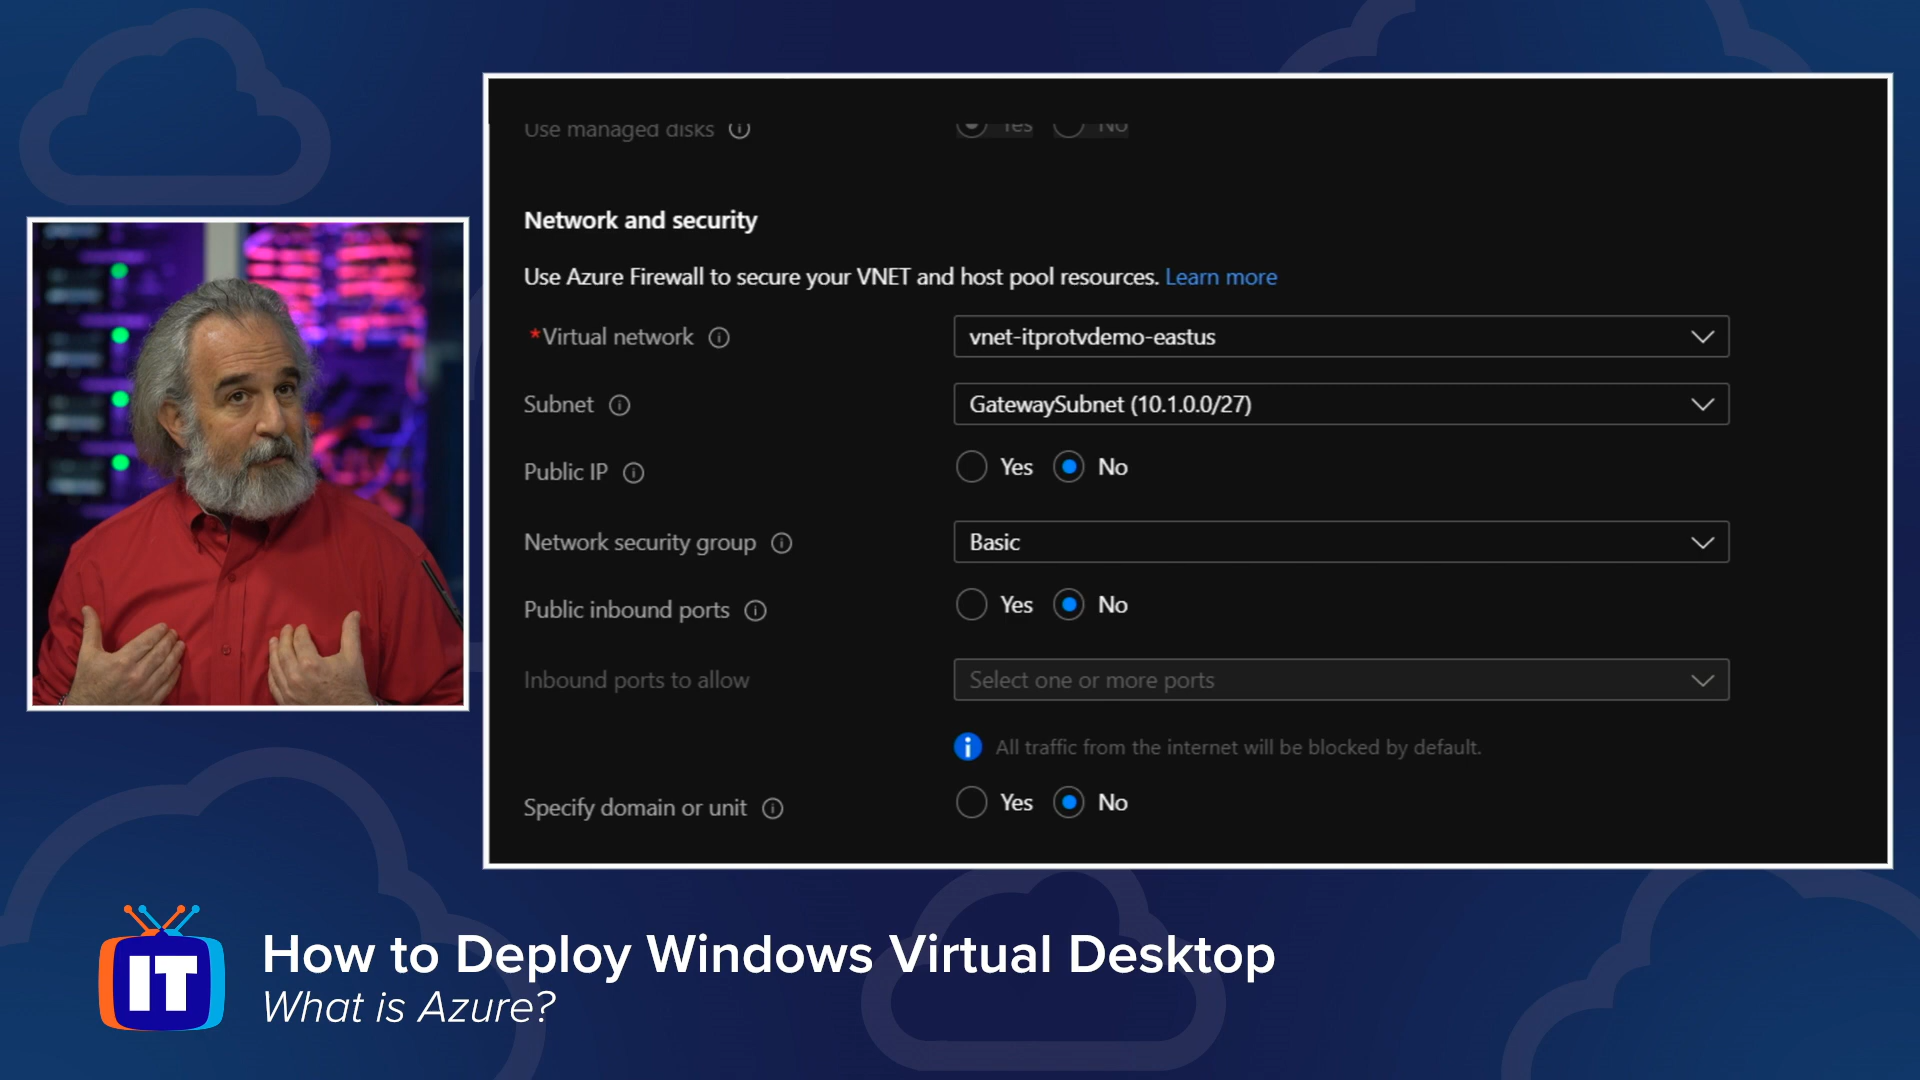 Use managed disks Yes No
Network and security
Use Azure Firewall to secure your VNET and host pool resources. Learn more
*Virtual network vnet-itprotvdemo-eastus
Subnet GatewaySubnet (10.1.0.0/27)
Public IP Yes No
Network security group Basic
Public inbound ports Yes No
Inbound ports to allow Select one or more ports
All traffic from the internet will be blocked by default.
Specify domain or unit Yes No
IT
How to Deploy Windows Virtual Desktop
What is Azure?